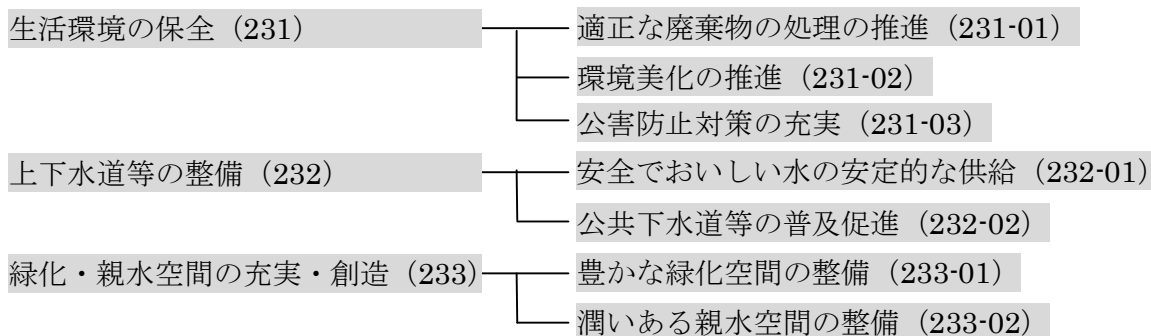 生活環境の保全（231） 適正な廃棄物の処理の推進（231-01）
環境美化の推進（231-02）
公害防止対策の充実（231-03）
上下水道等の整備（232） 安全でおいしい水の安定的な供給（232-01）
公共下水道等の普及促進（232-02）
緑化・親水空間の充実・創造（233） 豊かな緑化空間の整備（233-01）
潤いある親水空間の整備（233-02）